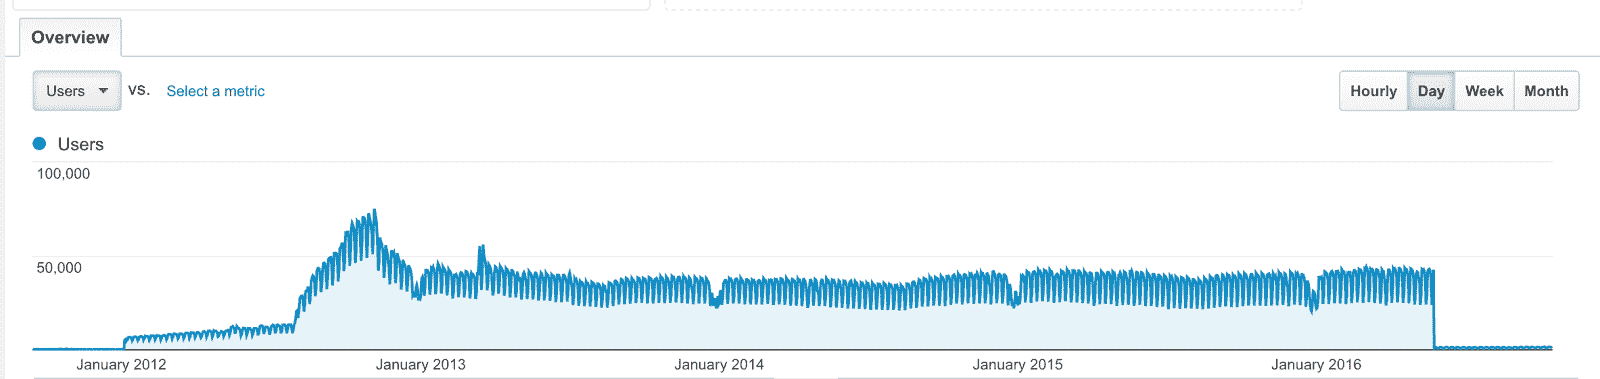 Overview
Users vs. Select a metric
Hourly Day Week Month
Users
100,000
50,000
January 2012 January 2013 January 2014 January 2015 January 2016